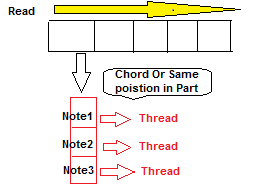 Read
Chord Or Same
poistion in Part
Note1 Thread
Note2 Thread
Note3 Thread